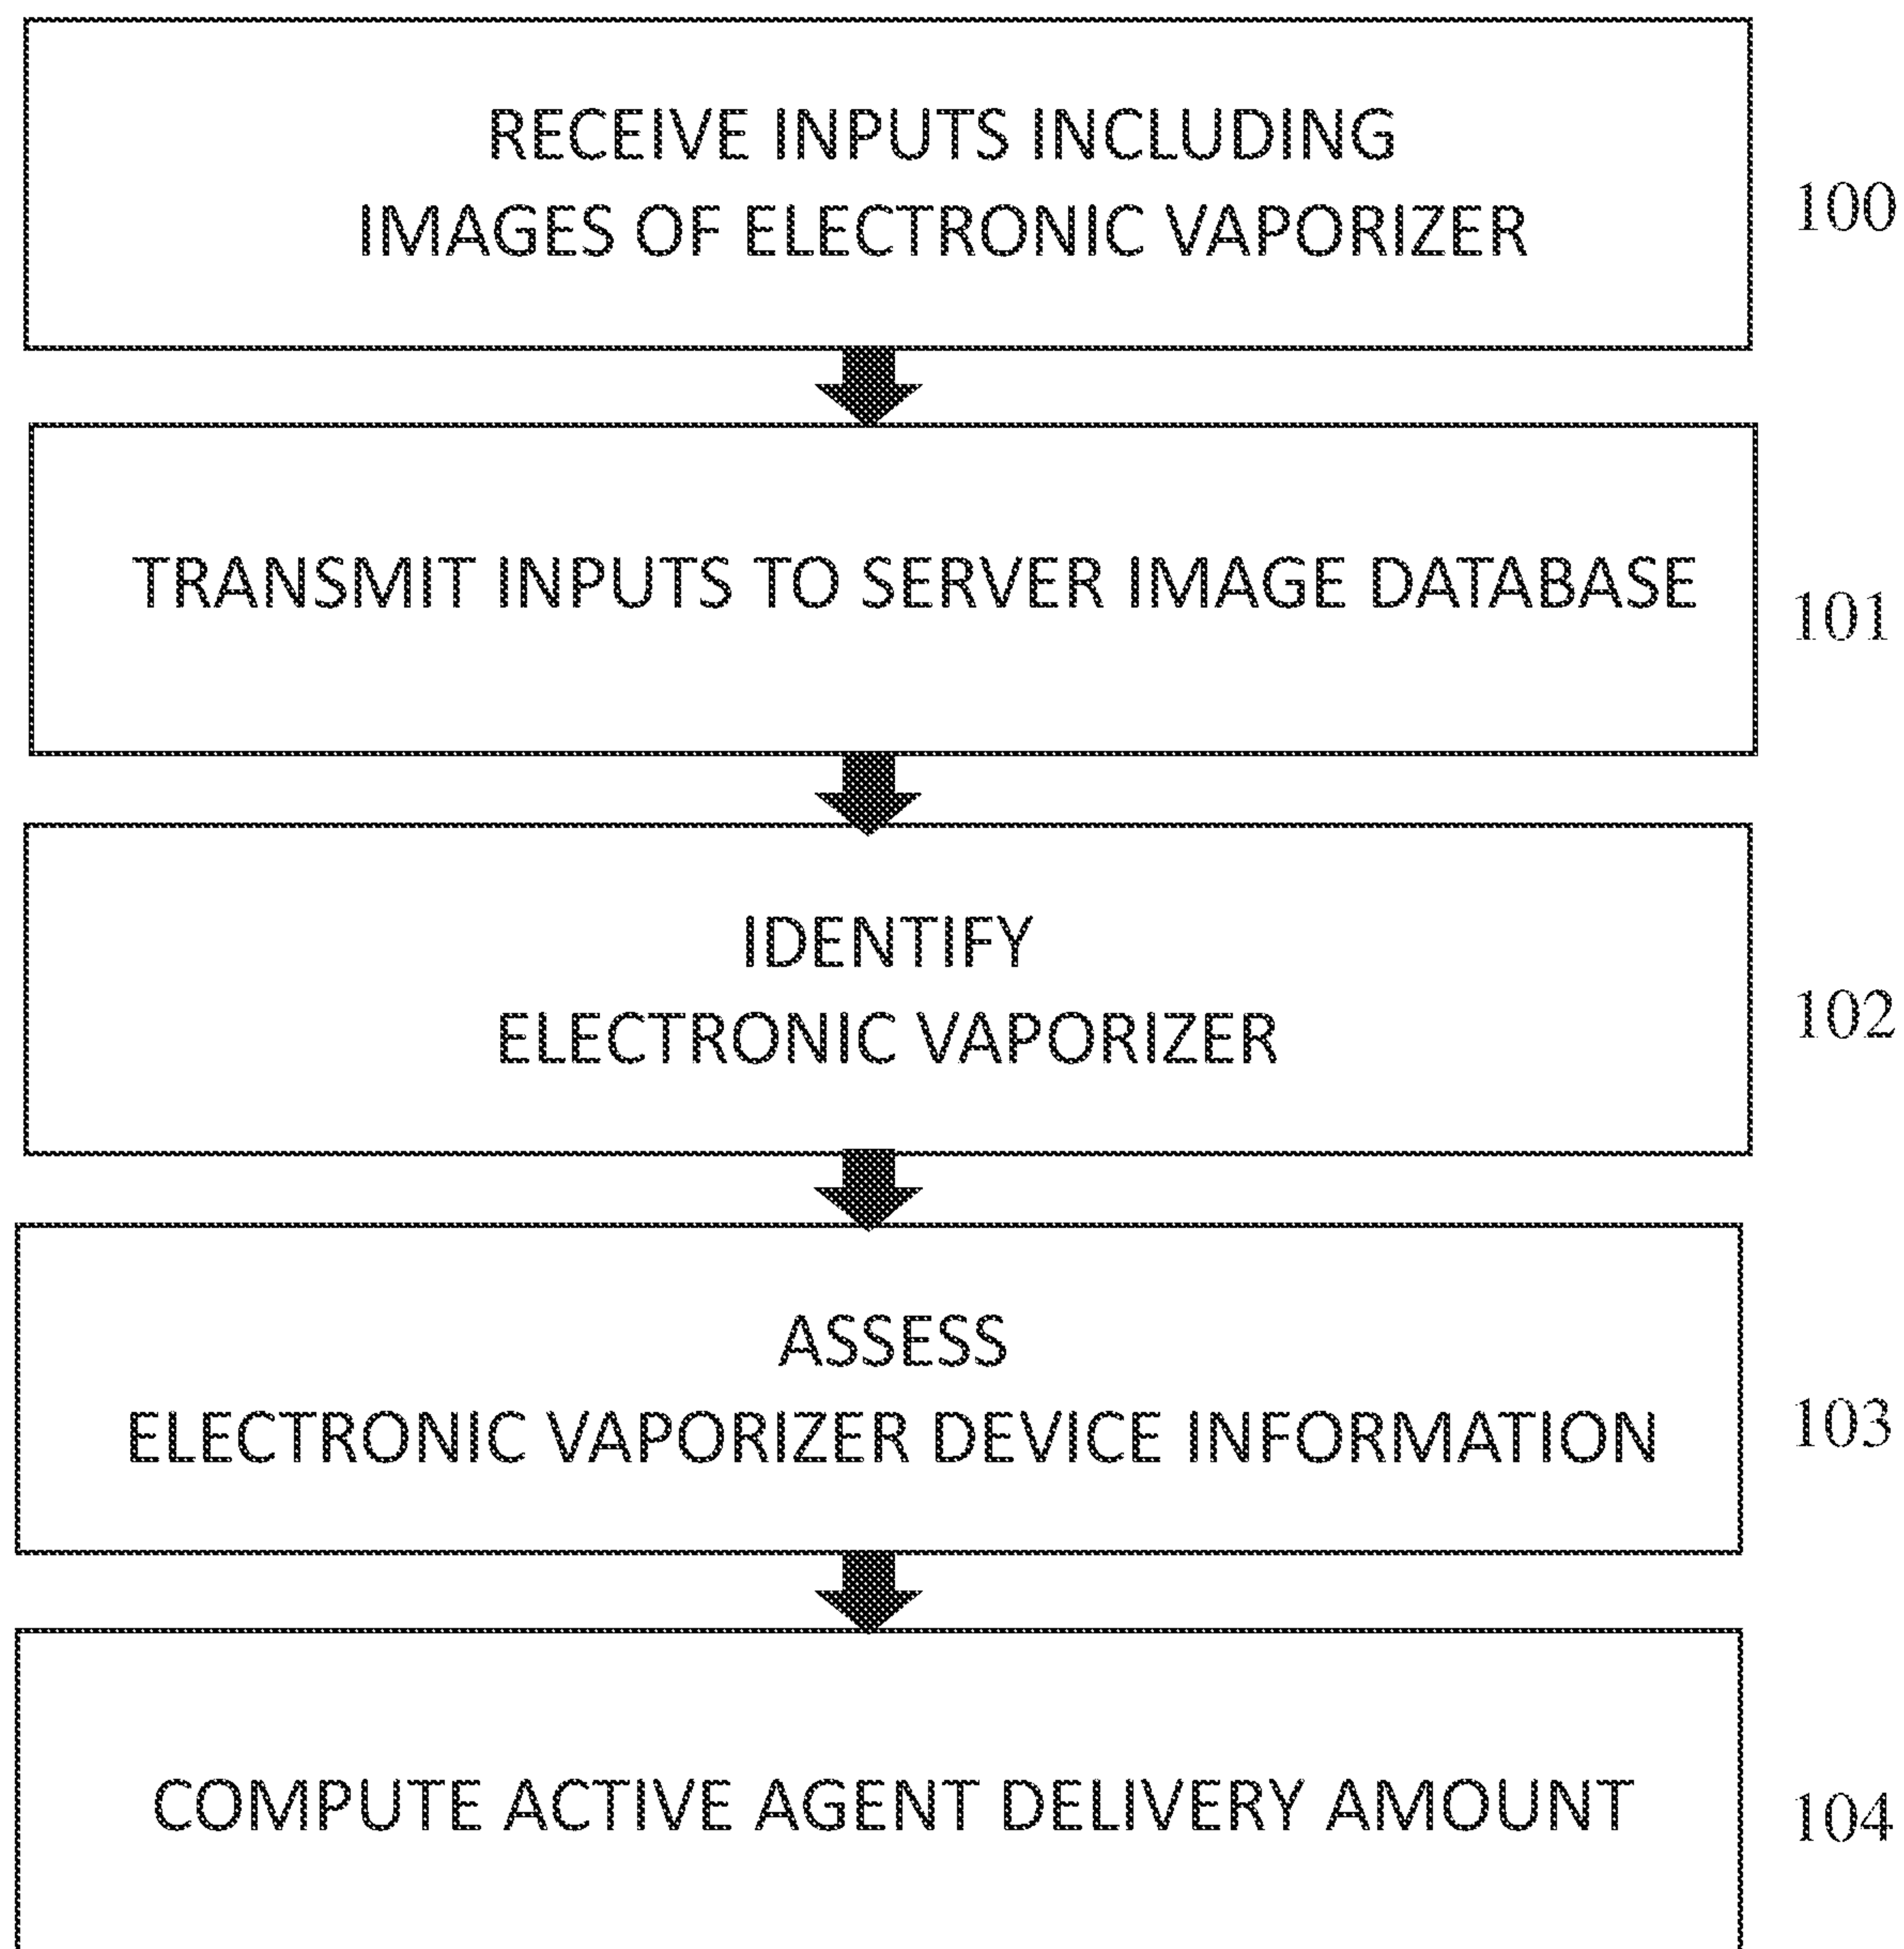 RECEIVE INPUTS INCLUDING
IMAGES OF ELECTRONIC VAPORIZER
100
TRANSMIT INPUTS TO SERVER IMAGE DATABASE
101
IDENTIFY
ELECTRONIC VAPORIZER
102
ASSESS
ELECTRONIC VAPORIZER DEVICE INFORMATION
103
COMPUTE ACTIVE AGENT DELIVERY AMOUNT
104